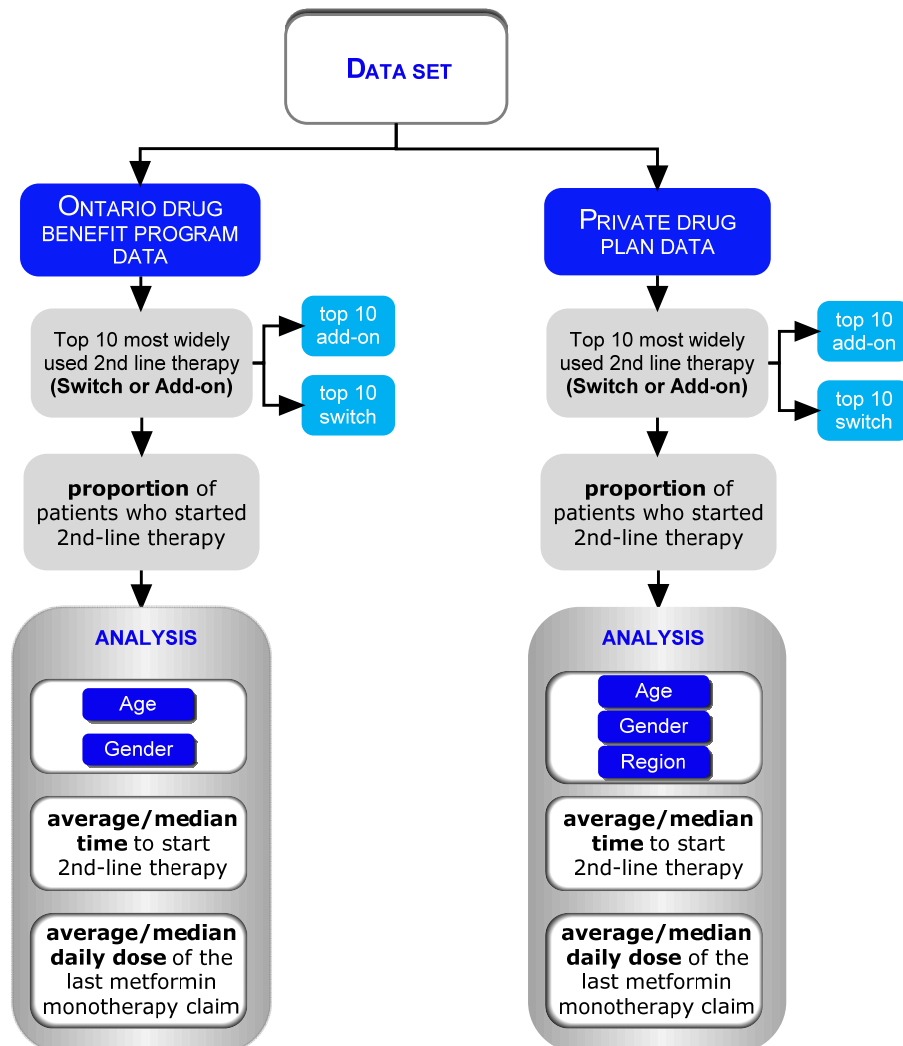 DATA SET
ONTARIO DRUG
BENEFIT PROGRAM
DATA
Top 10 most widely
used 2nd line therapy
(Switch or Add-on)
top 10
add-on
top 10
switch
proportion of
patients who started
2nd-line therapy
ANALYSIS
Age
Gender
average/median
time to start
2nd-line therapy
average/median
daily dose of the
last metformin
monotherapy claim
PRIVATE DRUG
PLAN DATA
Top 10 most widely
used 2nd line therapy
(Switch or Add-on)
top 10
add-on
top 10
switch
proportion of
patients who started
2nd-line therapy
ANALYSIS
Age
Gender
Region
average/median
time to start
2nd-line therapy
average/median
daily dose of the
last metformin
monotherapy claim